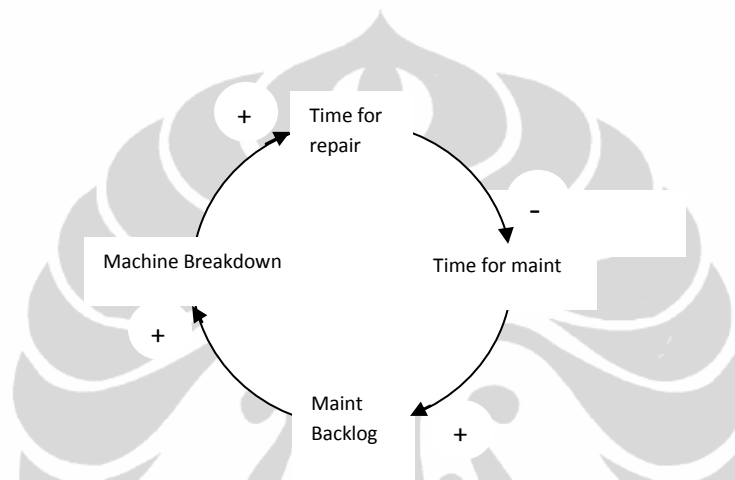 +
Time for
repair
-
Machine Breakdown
Time for maint
+
Maint
Backlog
+